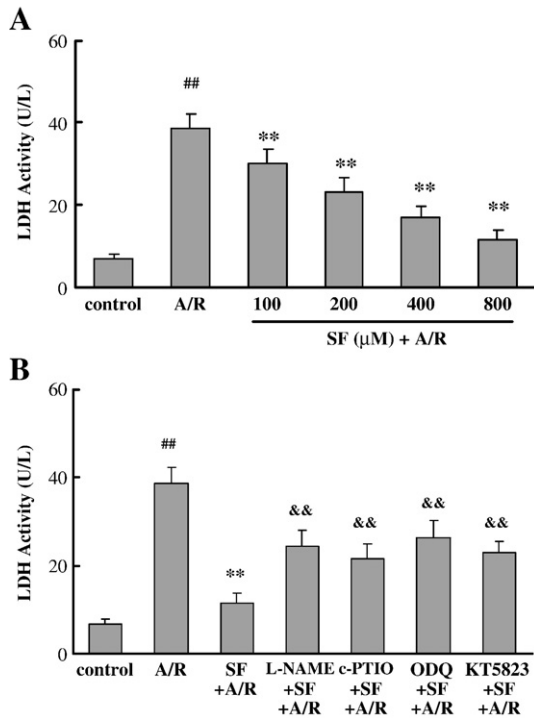 A
LDH Activity (U/L)
60
40
20
0
##
**
**
**
**
control A/R 100 200 400 800
SF (μM) + A/R
B
LDH Activity (U/L)
60
40
20
0
##
**
&&
&&
&&
&&
control A/R SF L-NAME c-PTIO ODQ KT5823
+A/R +SF +SF +SF +SF
+A/R +A/R +A/R +A/R